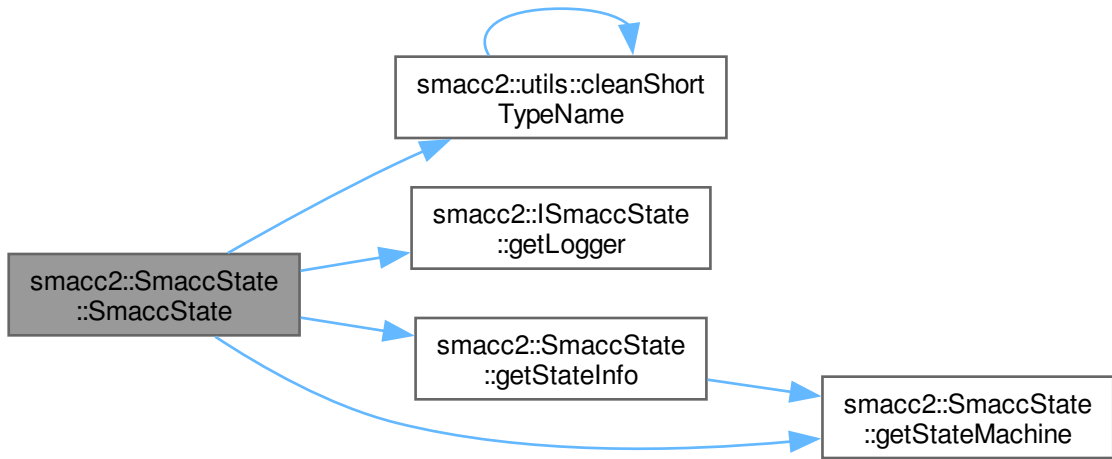 smacc2::utils::cleanShort
TypeName
smacc2::ISmaccState
::getLogger
smacc2::SmaccState
::SmaccState
smacc2::SmaccState
::getStateInfo
smacc2::SmaccState
::getStateMachine